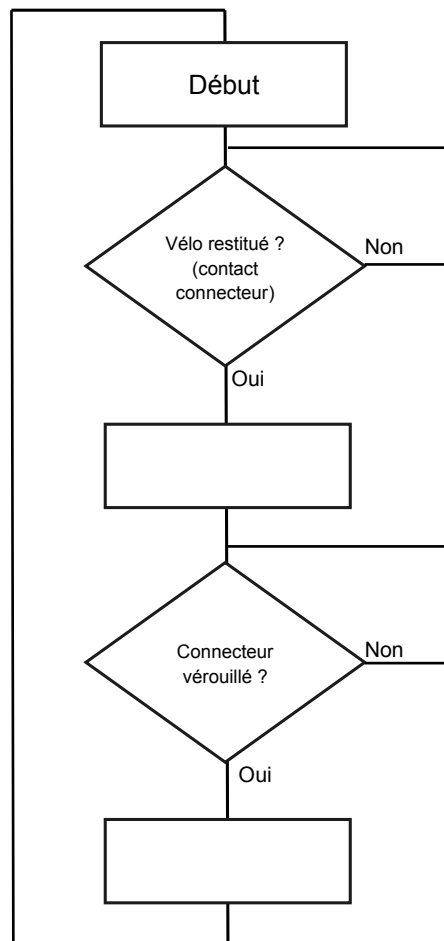 Début
Vélo restitué ?
(contact
connecteur)
Non
Oui
Connecteur
vérouillé ?
Non
Oui